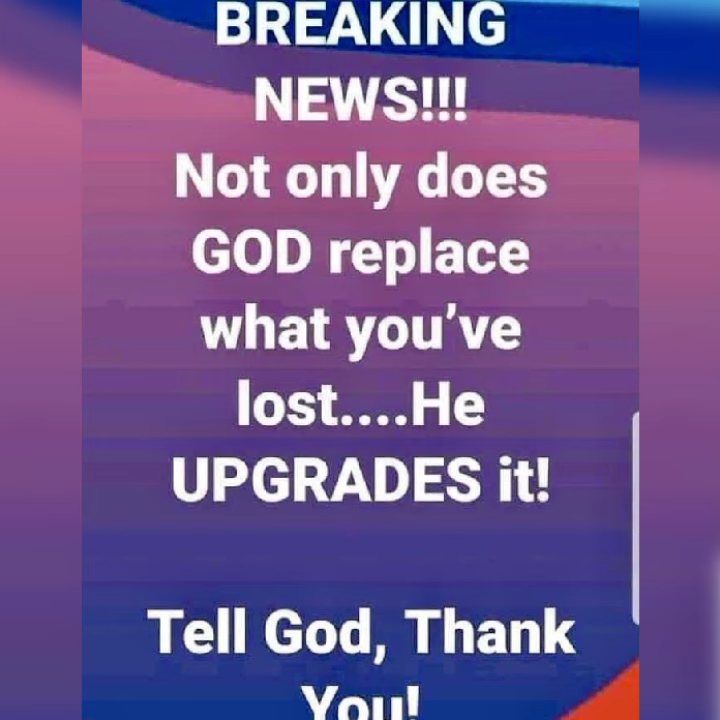 BREAKING
NEWS!!!
Not only does
GOD replace
what you’ve
lost....He
UPGRADES it!
Tell God, Thank
You!